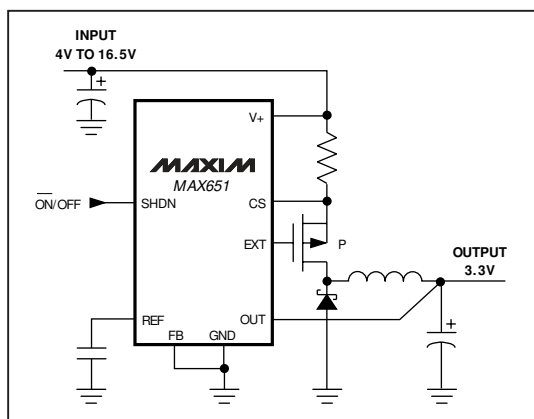 INPUT
4V TO 16.5V
+
V+
MAXIM
MAX651
ON/OFF
SHDN
CS
EXT
P
OUTPUT
3.3V
REF
OUT
+
FB
GND